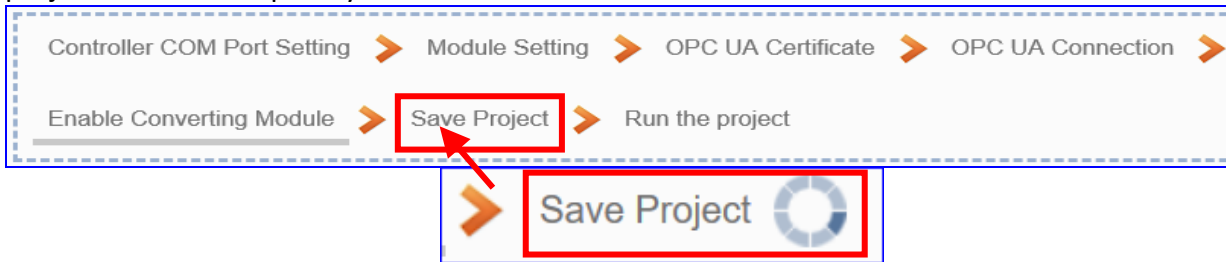 Controller COM Port Setting > Module Setting > OPC UA Certificate > OPC UA Connection >
Enable Converting Module > Save Project > Run the project
> Save Project